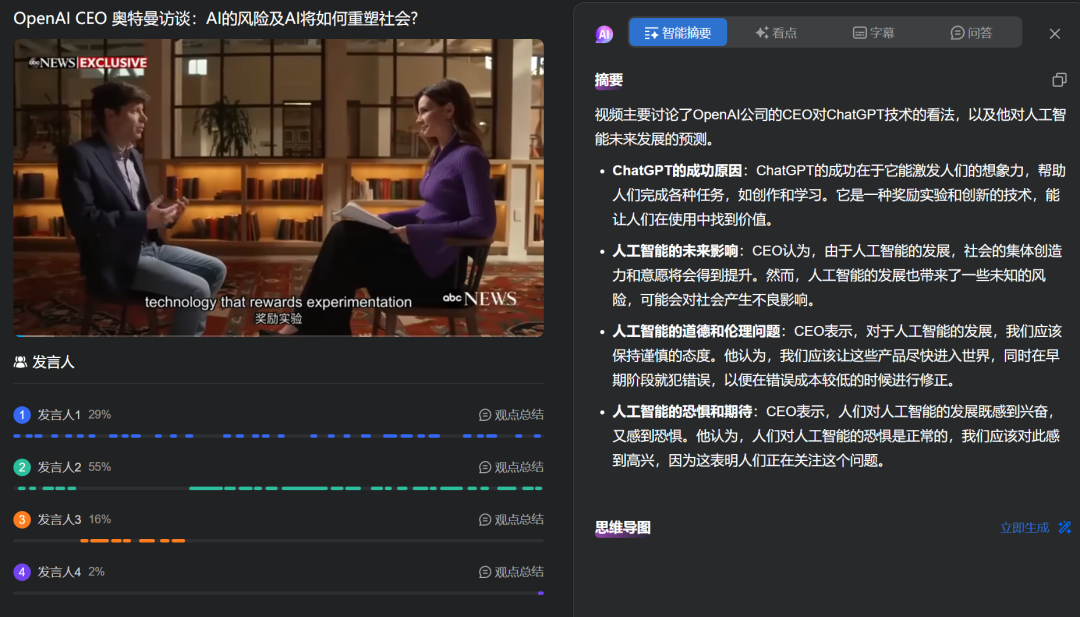 OpenAI CEO 奥特曼访谈：AI的风险及AI将如何重塑社会?
abc NEWS EXCLUSIVE
technology that rewards experimentation
奖励实验
abc NEWS
发言人
1 发言人1 29% 观点总结
2 发言人2 55% 观点总结
3 发言人3 16% 观点总结
4 发言人4 2% 观点总结
AI 智能摘要 看点 字幕 问答
摘要
视频主要讨论了OpenAI公司的CEO对ChatGPT技术的看法，以及他对人工智
能未来发展的预测。
• ChatGPT的成功原因：ChatGPT的成功在于它能激发人们的想象力，帮助
人们完成各种任务，如创作和学习。它是一种奖励实验和创新的技术，能
让人们在使用中找到价值。
• 人工智能的未来影响：CEO认为，由于人工智能的发展，社会的集体创造
力和意愿将会得到提升。然而，人工智能的发展也带来了一些未知的风
险，可能会对社会产生不良影响。
• 人工智能的道德和伦理问题：CEO表示，对于人工智能的发展，我们应该
保持谨慎的态度。他认为，我们应该让这些产品尽快进入世界，同时在早
期阶段就犯错误，以便在错误成本较低的时候进行修正。
• 人工智能的恐惧和期待：CEO表示，人们对人工智能的发展既感到兴奋，
又感到恐惧。他认为，人们对人工智能的恐惧是正常的，我们应该对此感
到高兴，因为这表明人们正在关注这个问题。
思维导图 立即生成